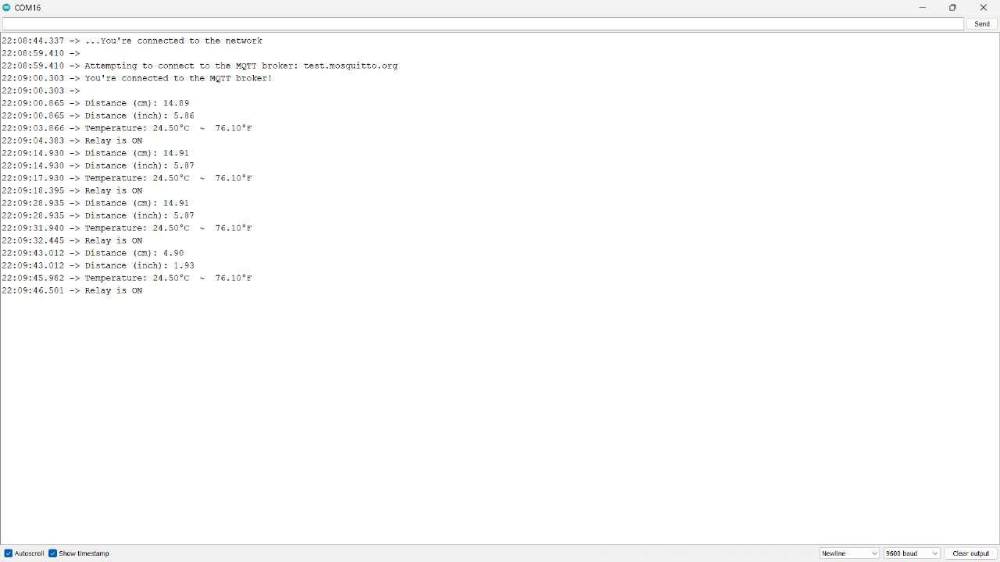 COM16
Send
22:08:44.337 -> ...You're connected to the network
22:08:59.410 ->
22:08:59.410 -> Attempting to connect to the MQTT broker: test.mosquitto.org
22:09:00.303 -> You're connected to the MQTT broker!
22:09:00.303 ->
22:09:00.865 -> Distance (cm): 14.89
22:09:00.865 -> Distance (inch): 5.86
22:09:03.866 -> Temperature: 24.50°C  ~  76.10°F
22:09:04.383 -> Relay is ON
22:09:14.930 -> Distance (cm): 14.91
22:09:14.930 -> Distance (inch): 5.87
22:09:17.930 -> Temperature: 24.50°C  ~  76.10°F
22:09:18.395 -> Relay is ON
22:09:28.935 -> Distance (cm): 14.91
22:09:28.935 -> Distance (inch): 5.87
22:09:31.940 -> Temperature: 24.50°C  ~  76.10°F
22:09:32.445 -> Relay is ON
22:09:43.012 -> Distance (cm): 4.90
22:09:43.012 -> Distance (inch): 1.93
22:09:45.982 -> Temperature: 24.50°C  ~  76.10°F
22:09:46.501 -> Relay is ON
Autoscroll Show timestamp Newline 9600 baud Clear output